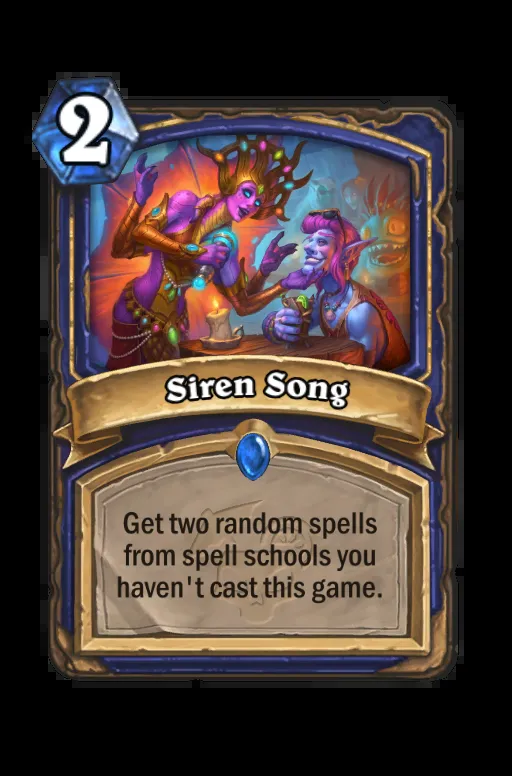 2
Siren Song
Get two random spells
from spell schools you
haven't cast this game.